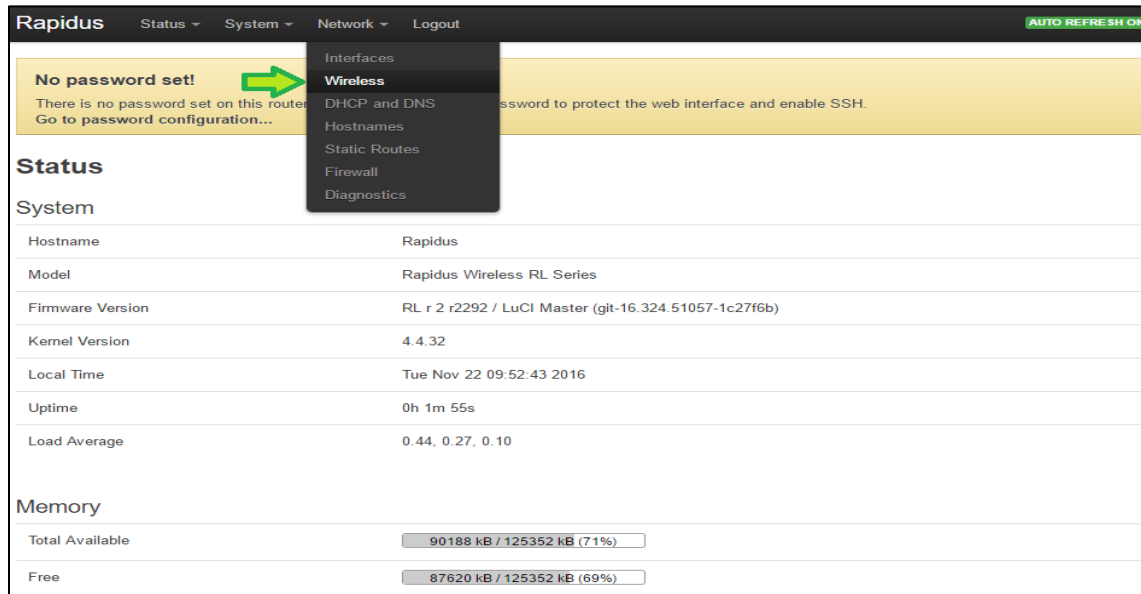 Rapidus Status System Network Logout AUTO REFRESH ON
Interfaces
Wireless
DHCP and DNS
Hostnames
Static Routes
Firewall
Diagnostics
No password set!
There is no password set on this router ssword to protect the web interface and enable SSH.
Go to password configuration...
Status
System
Hostname Rapidus
Model Rapidus Wireless RL Series
Firmware Version RL r 2 r2292 / LuCI Master (git-16.324.51057-1c27f6b)
Kernel Version 4.4.32
Local Time Tue Nov 22 09:52:43 2016
Uptime 0h 1m 55s
Load Average 0.44, 0.27, 0.10
Memory
Total Available 90188 kB / 125352 kB (71%)
Free 87620 kB / 125352 kB (69%)